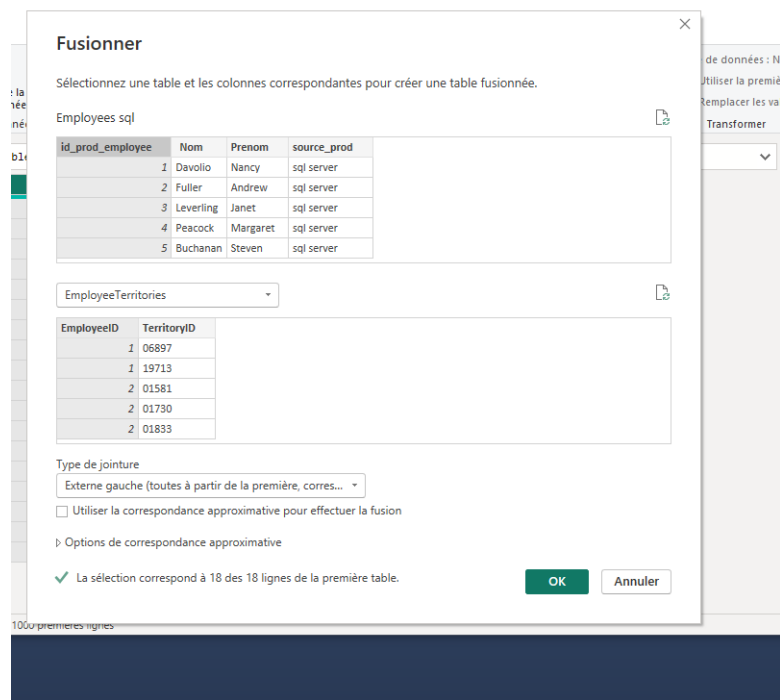 Fusionner
de données : N
Sélectionnez une table et les colonnes correspondantes pour créer une table fusionnée.
Utiliser la premiè
Remplacer les va
Employees sql
Transformer
id_prod_employee Nom Prenom source_prod
1 Davolio Nancy sql server
2 Fuller Andrew sql server
3 Leverling Janet sql server
4 Peacock Margaret sql server
5 Buchanan Steven sql server
EmployeeTerritories
EmployeeID TerritoryID
1 06897
1 19713
2 01581
2 01730
2 01833
Type de jointure
Externe gauche (toutes à partir de la première, corres...
Utiliser la correspondance approximative pour effectuer la fusion
Options de correspondance approximative
La sélection correspond à 18 des 18 lignes de la première table.
OK Annuler
1000 premières lignes